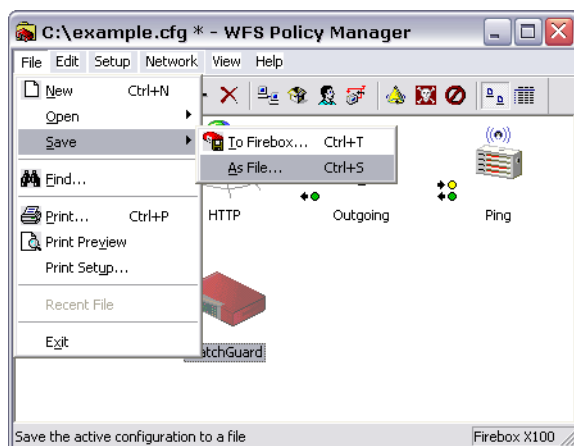 C:\example.cfg * - WFS Policy Manager
File Edit Setup Network View Help
New Ctrl+N
Open
Save
To Firebox... Ctrl+T
As File... Ctrl+S
Find...
Print... Ctrl+P
Print Preview
Print Setup...
Recent File
Exit
HTTP
Outgoing
Ping
atchGuard
Save the active configuration to a file
Firebox X100